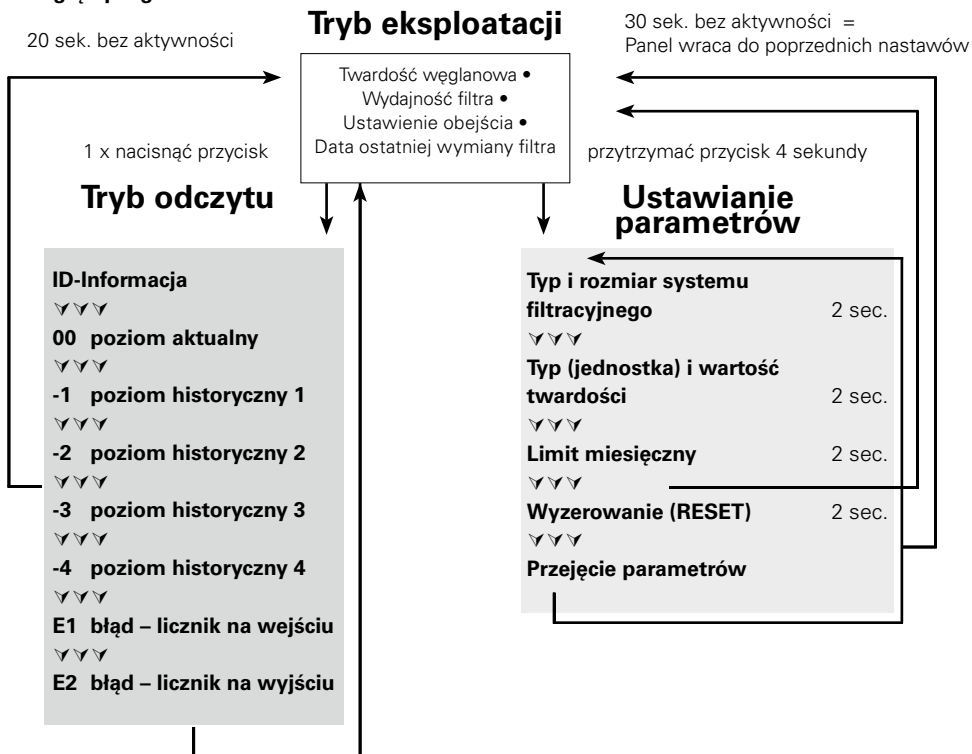 Tryb eksploatacji
20 sek. bez aktywności
30 sek. bez aktywności =
Panel wraca do poprzednich nastawów
Twardość węglanowa •
Wydajność filtra •
Ustawienie obejścia •
Data ostatniej wymiany filtra
1 x nacisnąć przycisk
przytrzymać przycisk 4 sekundy
Tryb odczytu
ID-Informacja
00 poziom aktualny
-1 poziom historyczny 1
-2 poziom historyczny 2
-3 poziom historyczny 3
-4 poziom historyczny 4
E1 błąd – licznik na wejściu
E2 błąd – licznik na wyjściu
Ustawianie
parametrów
Typ i rozmiar systemu
filtracyjnego 2 sec.
Typ (jednostka) i wartość
twardości 2 sec.
Limit miesięczny 2 sec.
Wyzerowanie (RESET) 2 sec.
Przejęcie parametrów